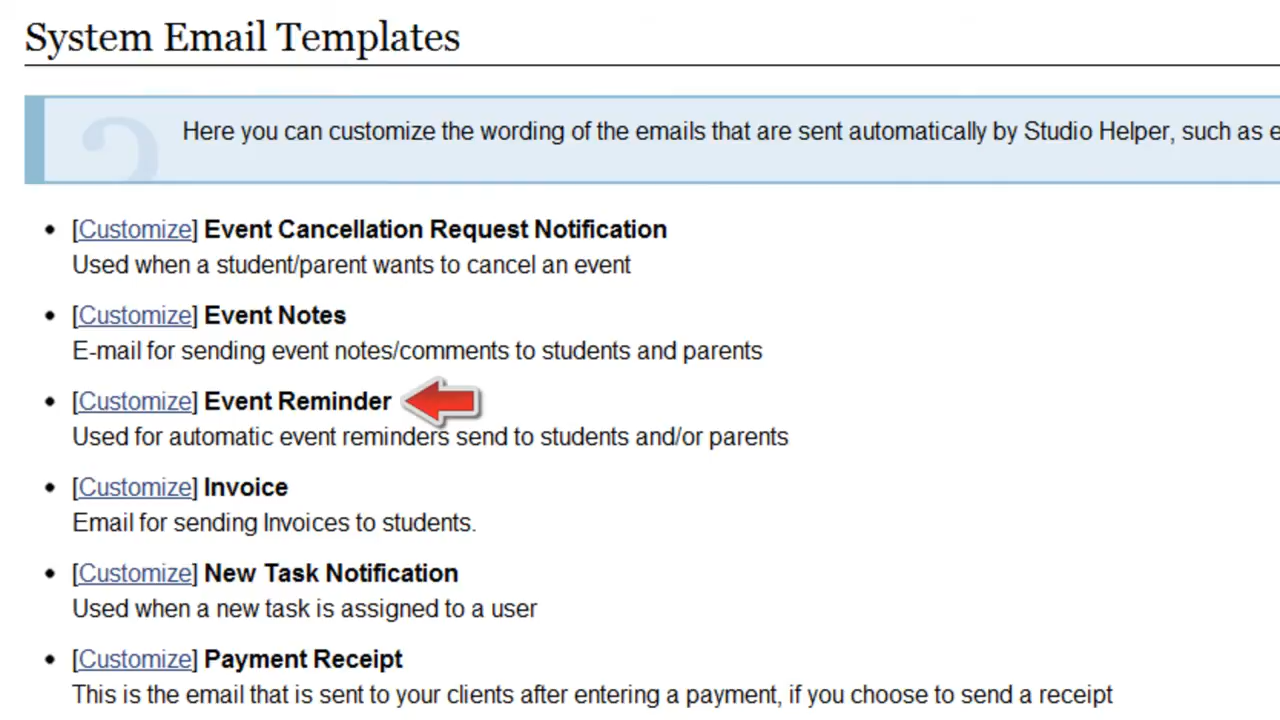 System Email Templates
Here you can customize the wording of the emails that are sent automatically by Studio Helper, such as
[Customize] Event Cancellation Request Notification
Used when a student/parent wants to cancel an event
[Customize] Event Notes
E-mail for sending event notes/comments to students and parents
[Customize] Event Reminder
Used for automatic event reminders send to students and/or parents
[Customize] Invoice
Email for sending Invoices to students.
[Customize] New Task Notification
Used when a new task is assigned to a user
[Customize] Payment Receipt
This is the email that is sent to your clients after entering a payment, if you choose to send a receipt